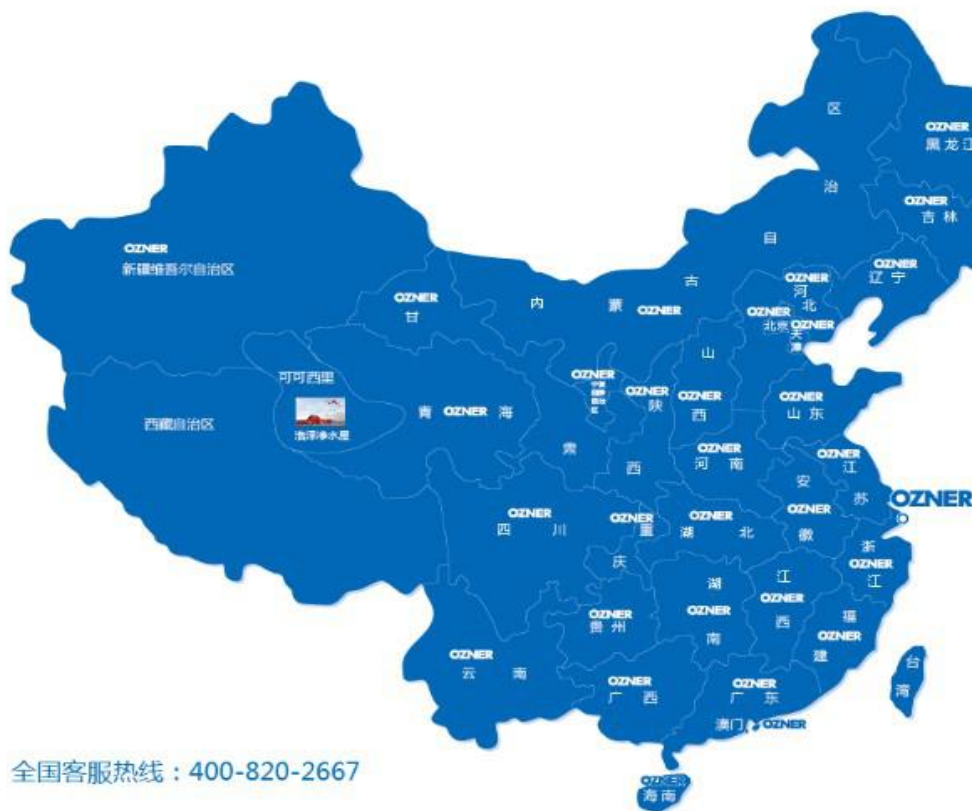 区
OZNER
黑龙江
治
OZNER
吉林
自
OZNER
新疆维吾尔自治区
OZNER
辽宁
古
OZNER
河北
OZNER
甘
内
蒙
OZNER
OZNER
北京
OZNER
天津
山
可可西里
OZNER
OZNER
陕
OZNER
西
OZNER
山东
西藏自治区
浩泽净水屋
青 OZNER 海
肃
西
OZNER
河南
OZNER
江
安
苏
OZNER
OZNER
四川
OZNER
重
OZNER
湖北
OZNER
徽
浙
庆
湖
江
OZNER
江
OZNER
贵州
OZNER
南
OZNER
西
福
OZNER
建
OZNER
云南
台
湾
OZNER
广西
OZNER
广东
澳门 OZNER
全国客服热线：400-820-2667
OZNER
海南